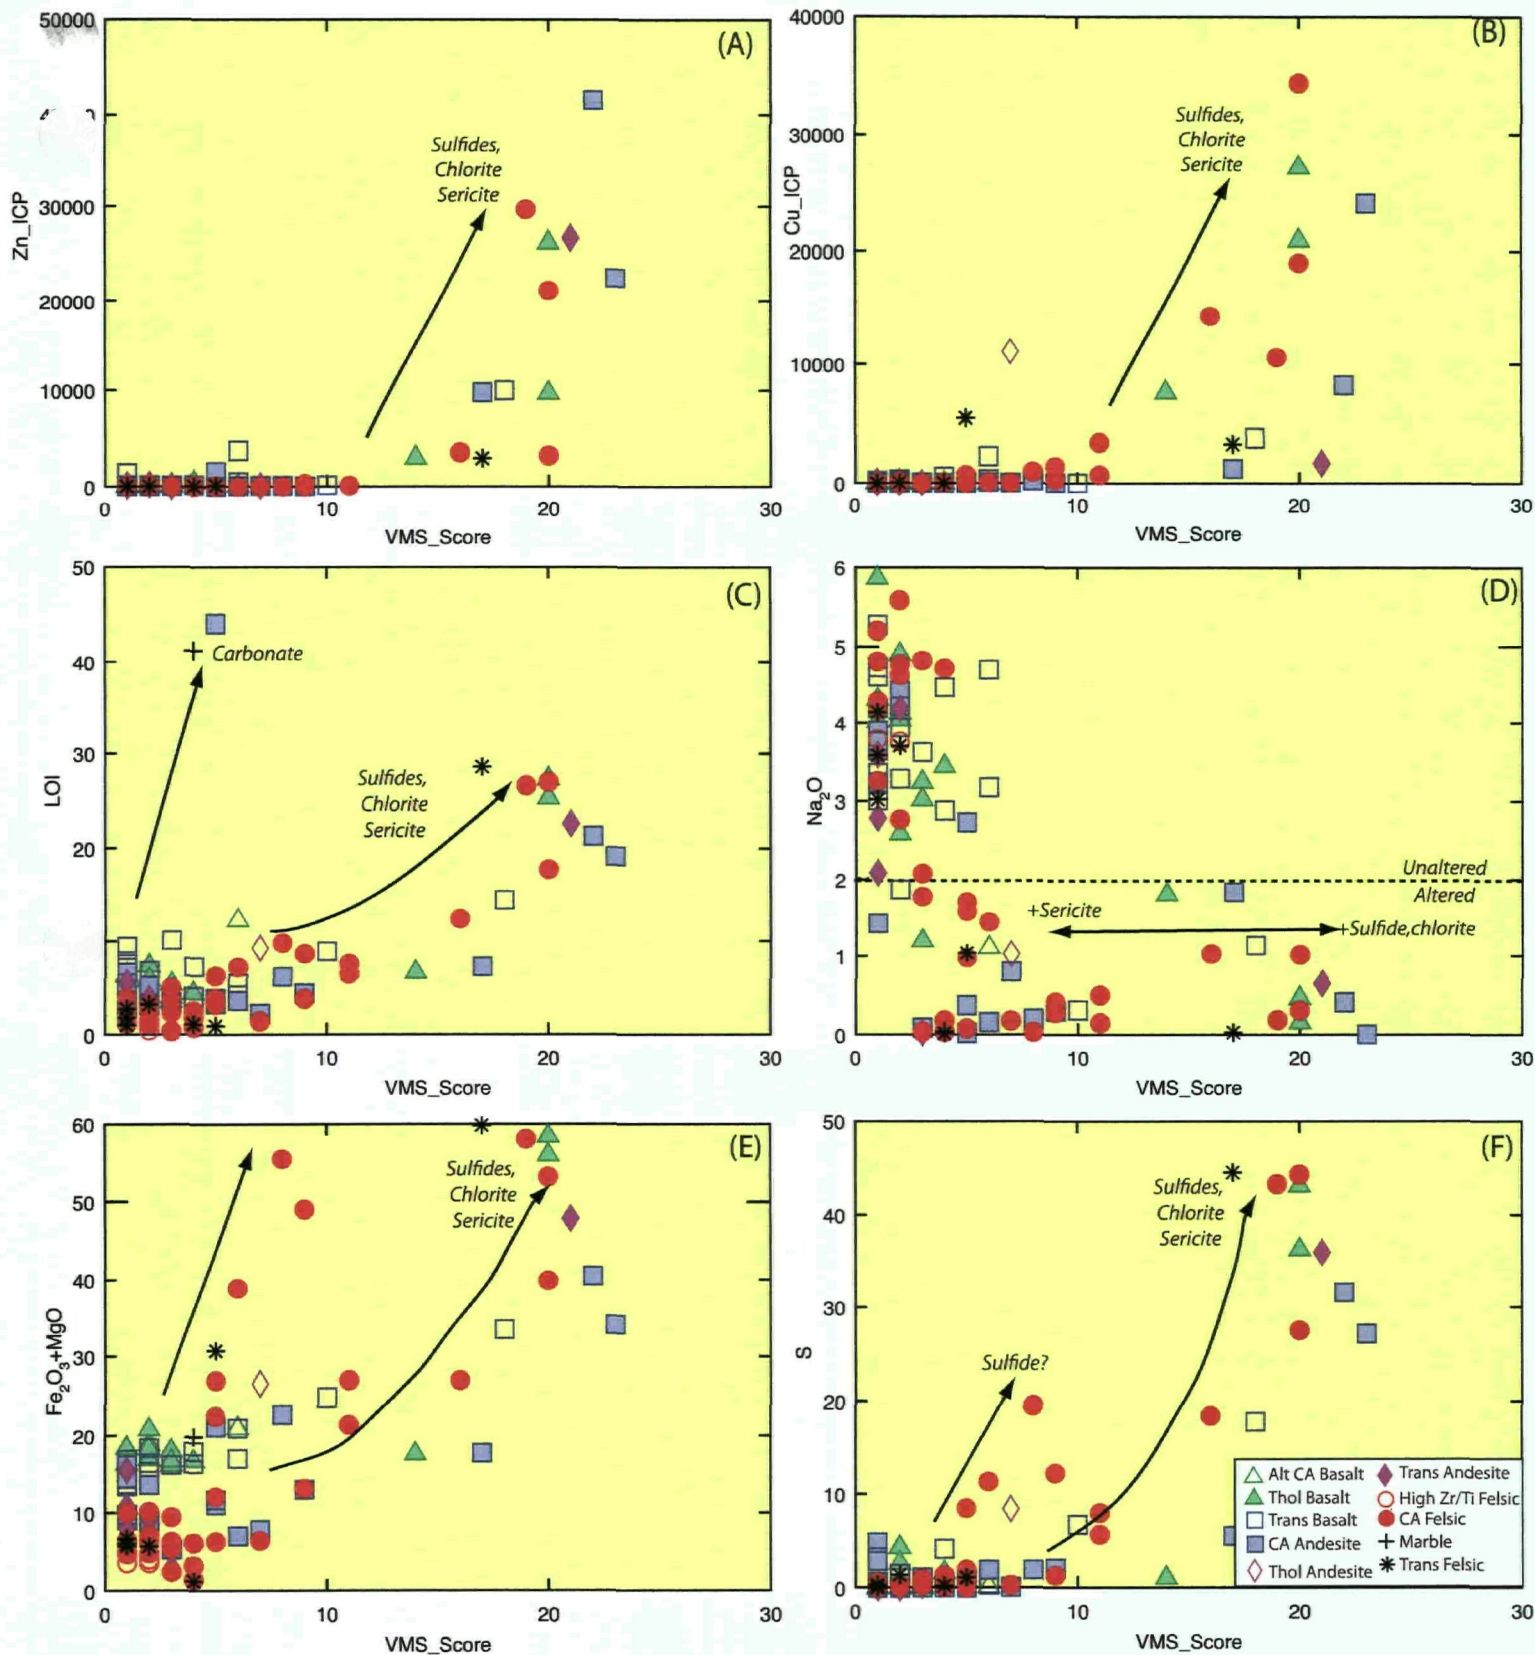 (A)
50000
30000
20000
10000
0
Zn_ICP
Sulfides,
Chlorite
Sericite
0 10 20 30
VMS_Score
(B)
40000
30000
20000
10000
0
Cu_ICP
Sulfides,
Chlorite
Sericite
0 10 20 30
VMS_Score
(C)
50
40
30
20
10
0
LOI
Carbonate
Sulfides,
Chlorite
Sericite
0 10 20 30
VMS_Score
(D)
6
5
4
3
2
1
0
Na₂O
Unaltered
Altered
+Sericite
+Sulfide,chlorite
0 10 20 30
VMS_Score
(E)
60
50
40
30
20
10
0
Fe₂O₃+MgO
Sulfides,
Chlorite
Sericite
0 10 20 30
VMS_Score
(F)
50
40
30
20
10
0
S
Sulfide?
Sulfides,
Chlorite
Sericite
Alt CA Basalt
Thol Basalt
Trans Basalt
CA Andesite
Thol Andesite
Trans Andesite
High Zr/Ti Felsic
CA Felsic
Marble
Trans Felsic
0 10 20 30
VMS_Score